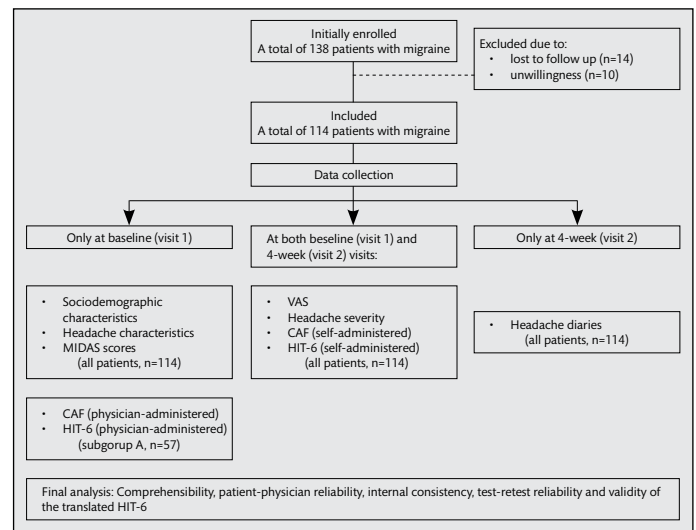 Initially enrolled
A total of 138 patients with migraine
Excluded due to:
• lost to follow up (n=14)
• unwillingness (n=10)
Included
A total of 114 patients with migraine
Data collection
Only at baseline (visit 1)
At both beseline (visit 1) and
4-week (visit 2) visits:
Only at 4-week (visit 2)
• Sociodemographic
characteristics
• Headache characteristics
• MIDAS scores
(all patients, n=114)
• VAS
• Headache severity
• CAF (self-administered)
• HIT-6 (self-administered)
(all patients, n=114)
• Headache diaries
(all patients, n=114)
• CAF (physician-administered)
• HIT-6 (physician-administered)
(subgorup A, n=57)
Final analysis: Comprehensibility, patient-physician reliability, internal consistency, test-retest reliability and validity of
the translated HIT-6